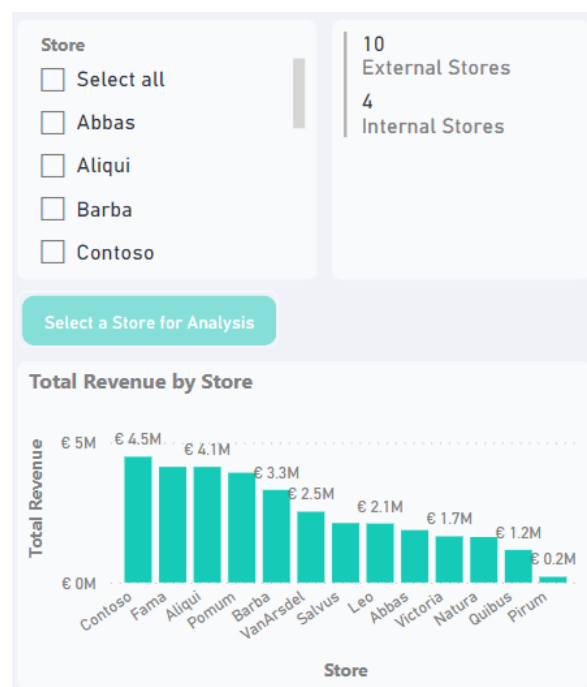 Store
Select all
Abbas
Aliqui
Barba
Contoso
10
External Stores
4
Internal Stores
Select a Store for Analysis
Total Revenue by Store
Total Revenue
€ 5M
€ 0M
€ 4.5M
€ 4.1M
€ 3.3M
€ 2.5M
€ 2.1M
€ 1.7M
€ 1.2M
€ 0.2M
Contoso
Fama
Aliqui
Pomum
Barba
VanArsdel
Salvus
Leo
Abbas
Victoria
Natura
Quibus
Pirum
Store